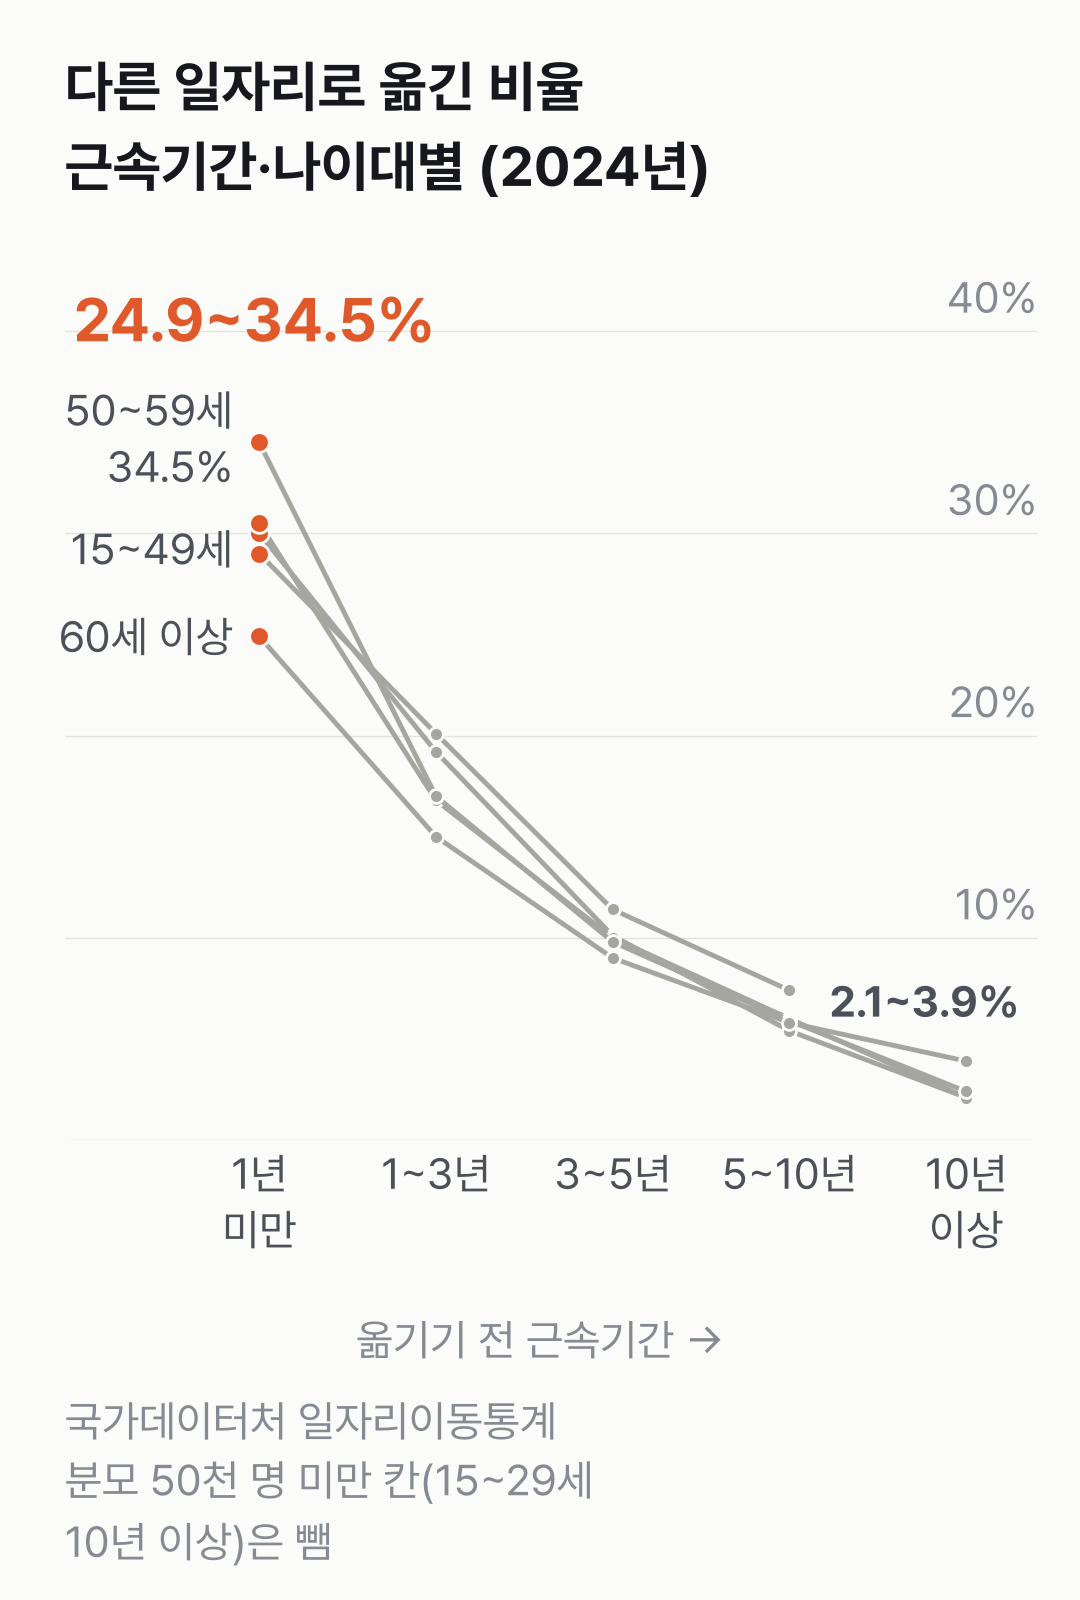 다른 일자리로 옮긴 비율
근속기간·나이대별 (2024년)
24.9~34.5%
40%
50~59세
34.5%
30%
15~49세
60세 이상
20%
10%
2.1~3.9%
1년
미만
1~3년
3~5년
5~10년
10년
이상
옮기기 전 근속기간 →
국가데이터처 일자리이동통계
분모 50천 명 미만 칸(15~29세
10년 이상)은 뺌